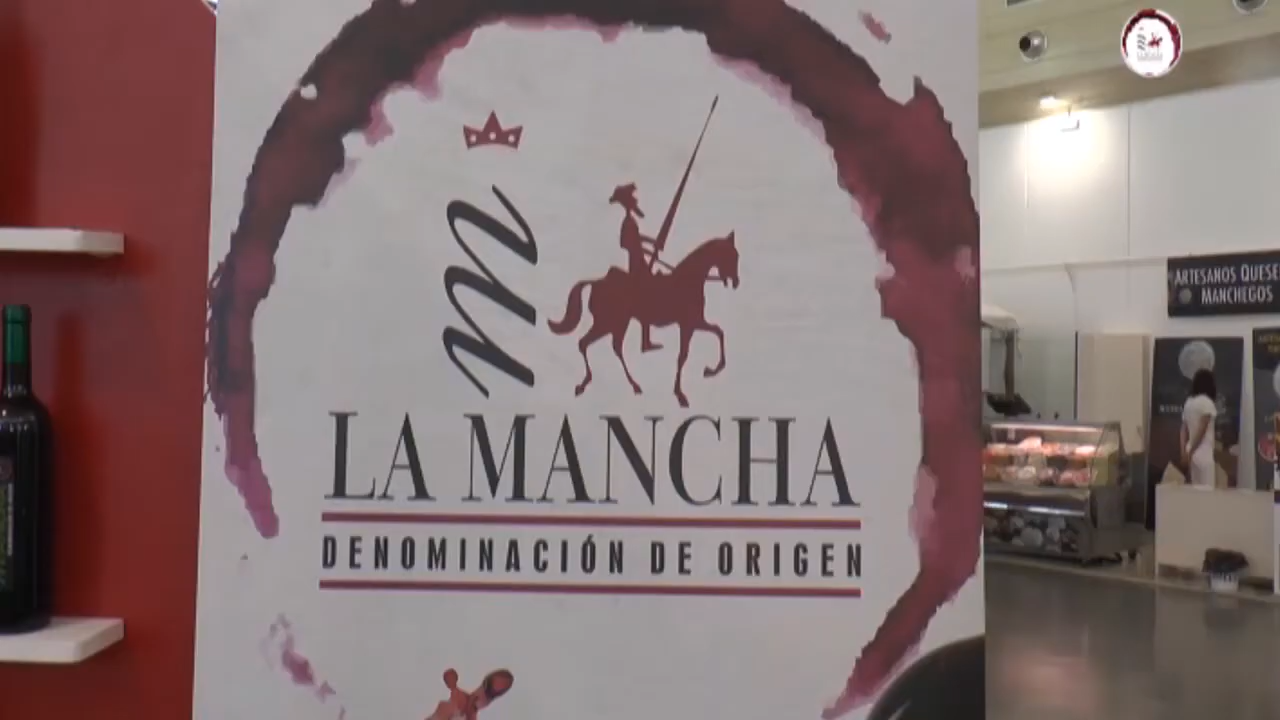 m
LA MANCHA
DENOMINACIÓN DE ORIGEN
ARTESANOS QUESE
MANCHEGOS